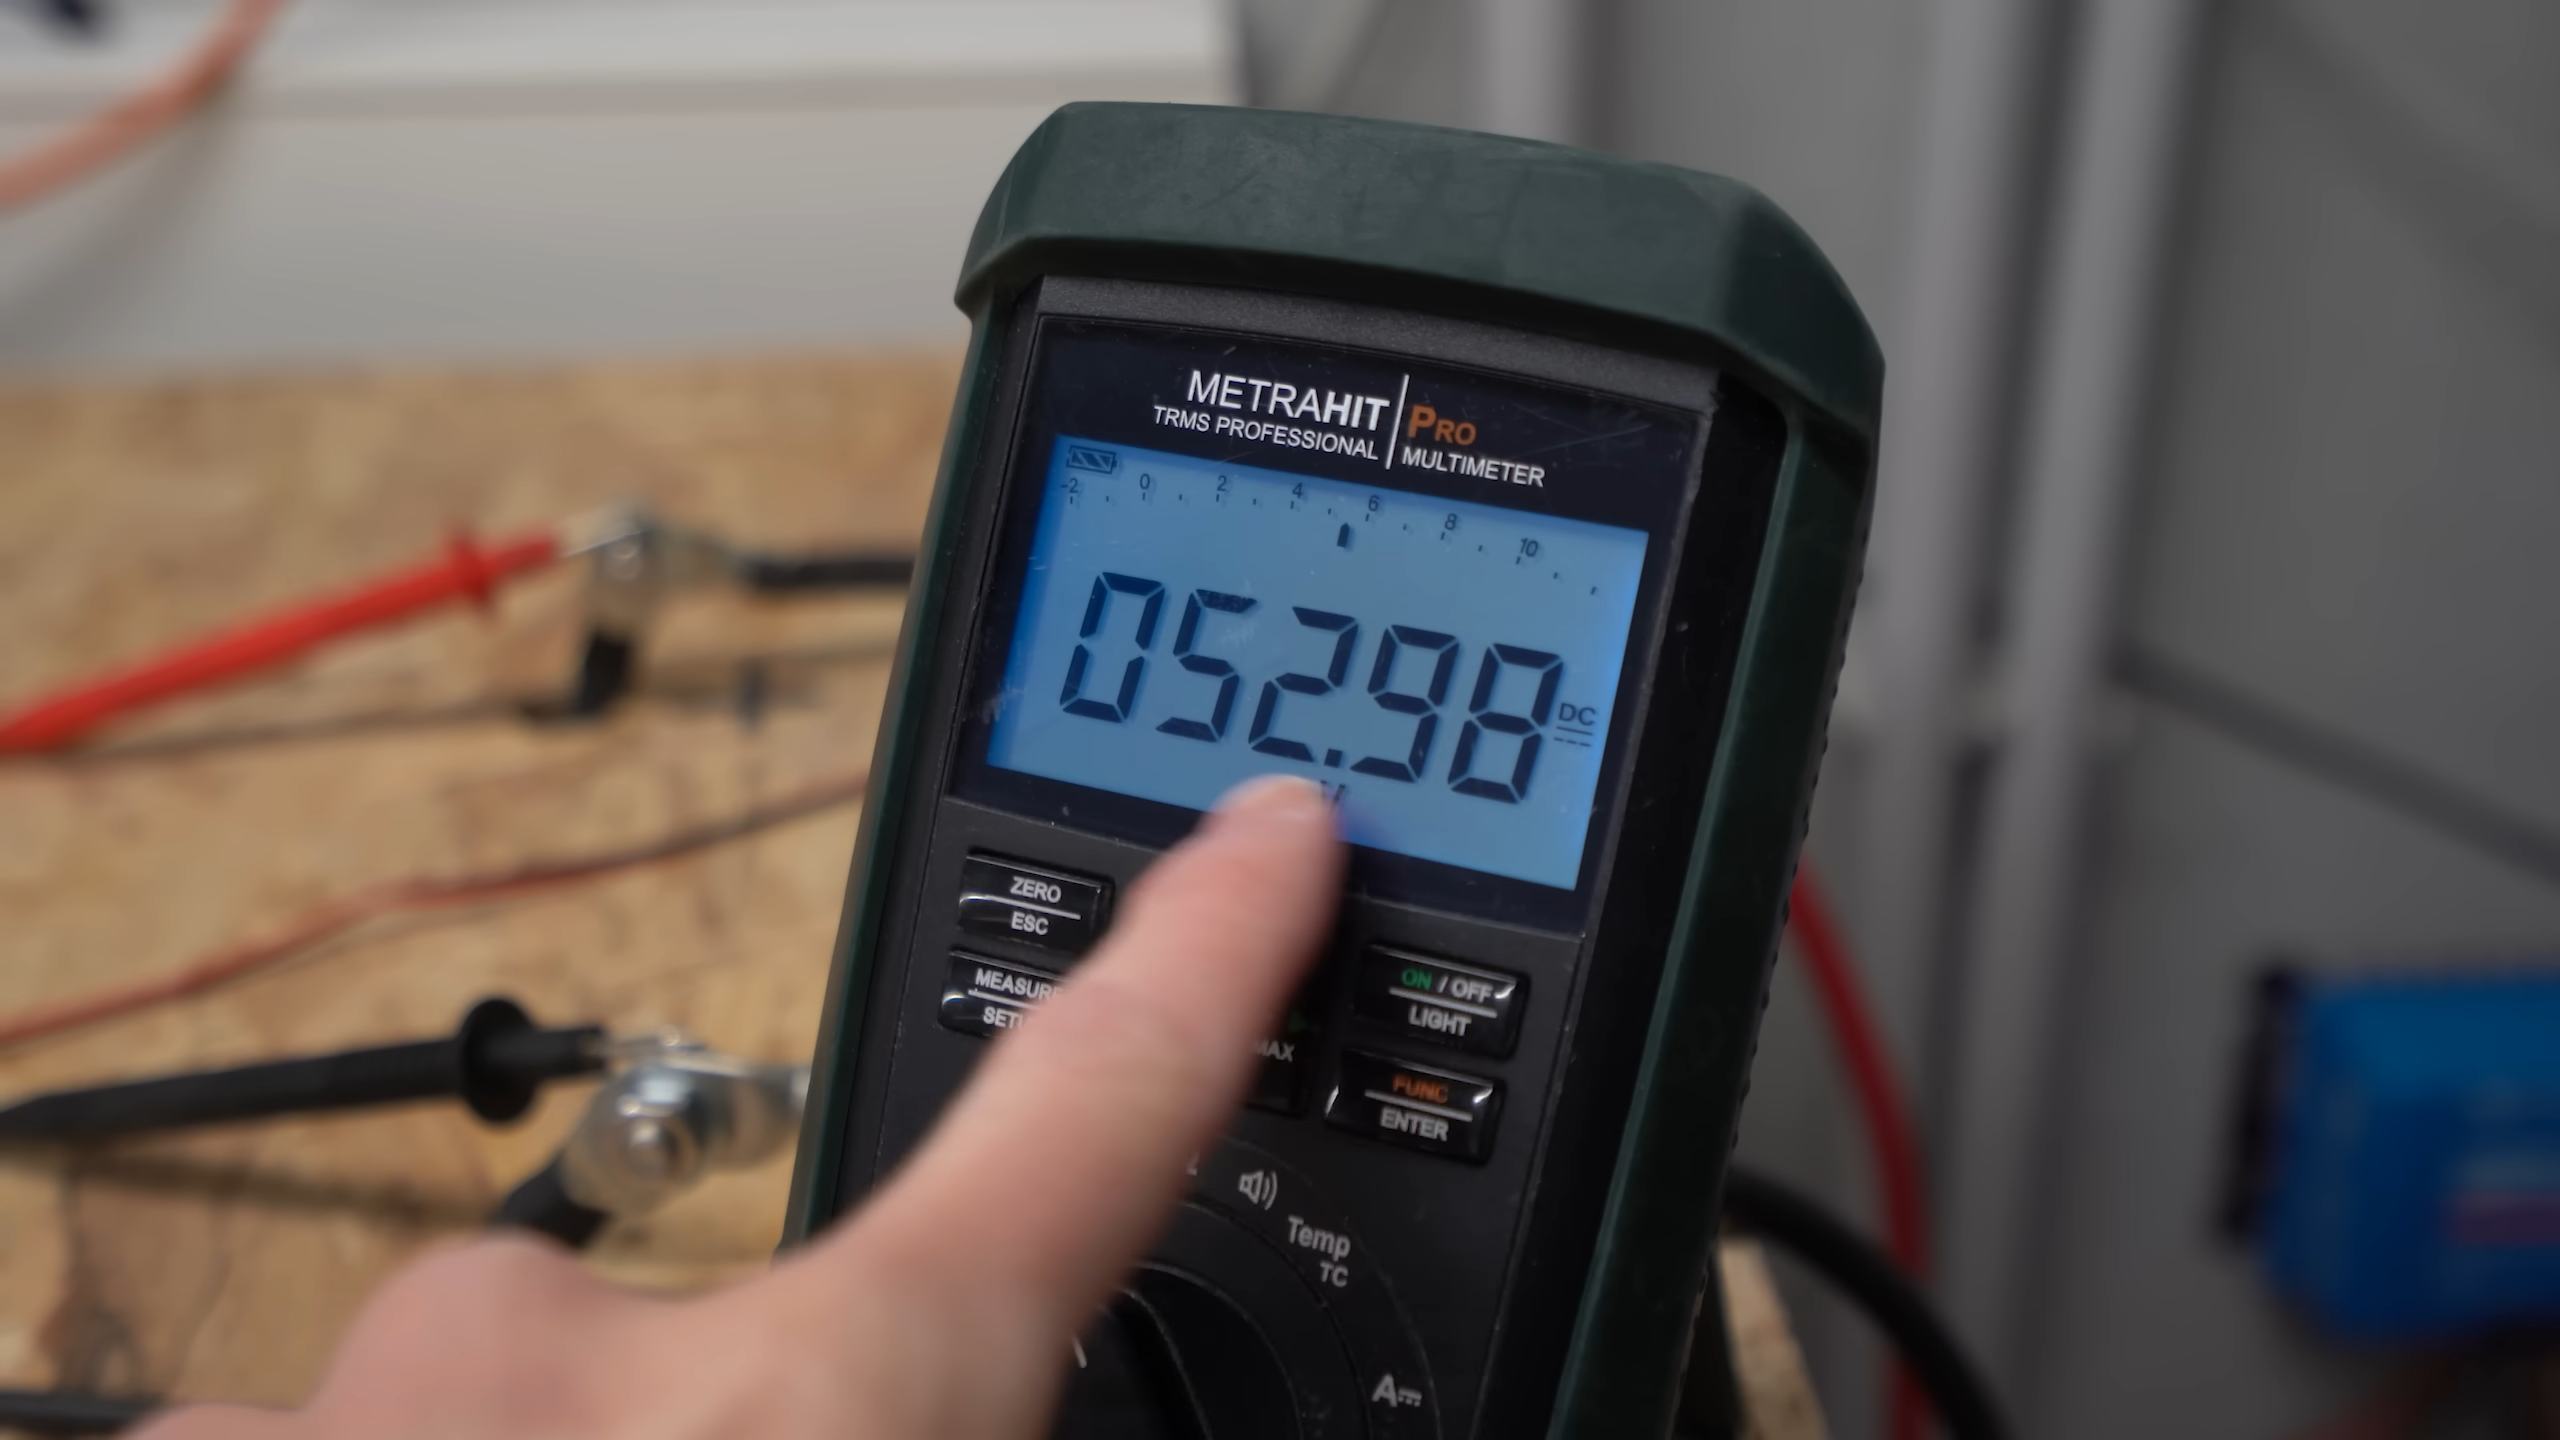 METRAHIT PRO
TRMS PROFESSIONAL MULTIMETER
-2 0 2 4 6 8 10
052.98 DC
V
ZERO
ESC
ON / OFF
LIGHT
MAX
FUNC
ENTER
Temp
TC
A